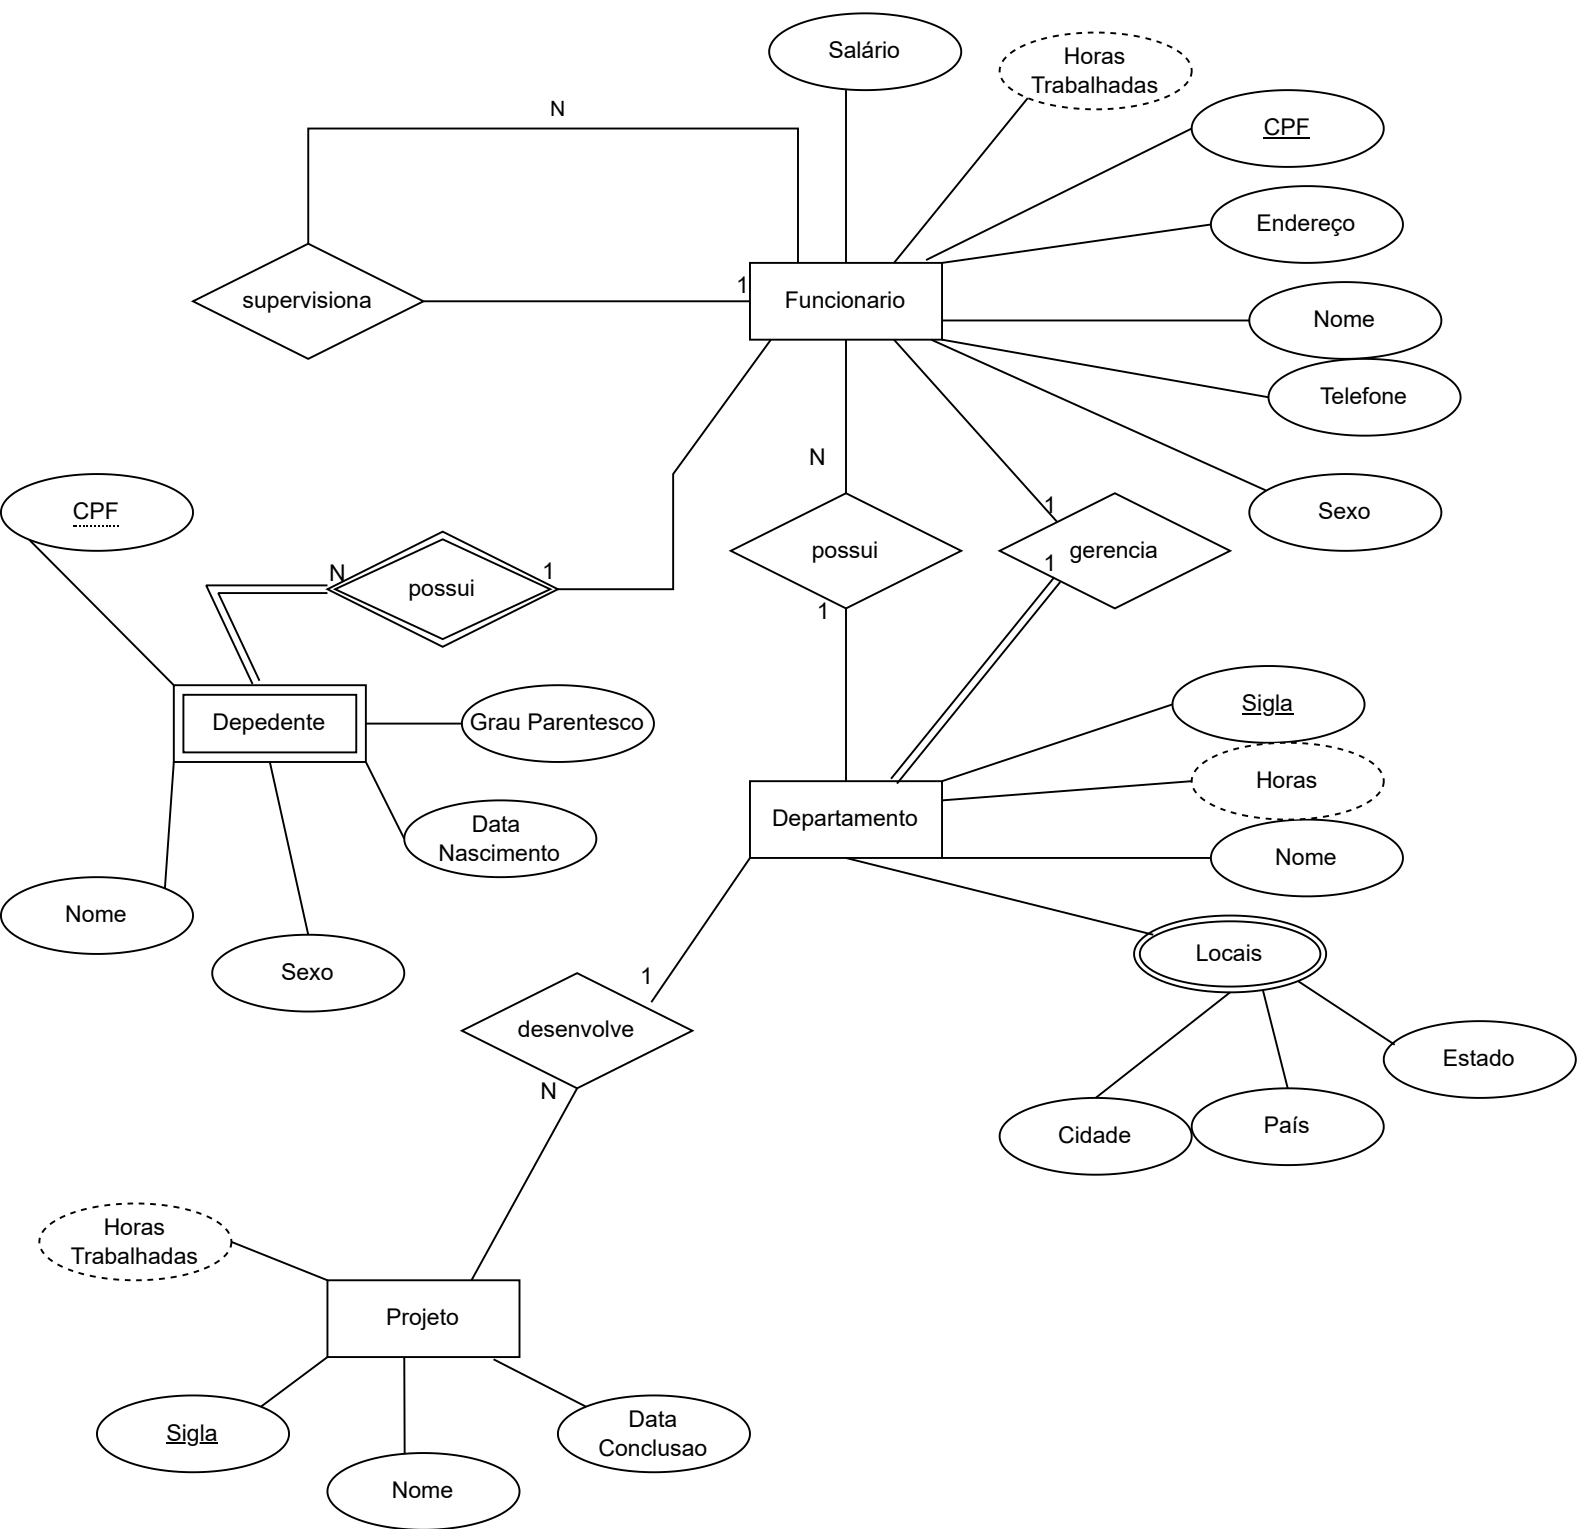 Salário
Horas
Trabalhadas
N
CPF
Endereço
1
supervisiona
Funcionario
Nome
Telefone
N
CPF
1
Sexo
possui
gerencia
N
1
1
possui
1
Sigla
Depedente
Grau Parentesco
Horas
Departamento
Data
Nascimento
Nome
Nome
Locais
Sexo
1
desenvolve
Estado
N
País
Cidade
Horas
Trabalhadas
Projeto
Sigla
Data
Conclusao
Nome